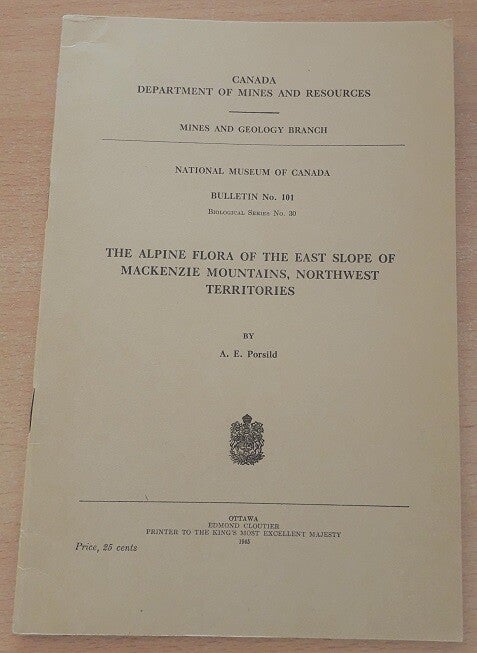 CANADA
DEPARTMENT OF MINES AND RESOURCES
MINES AND GEOLOGY BRANCH
NATIONAL MUSEUM OF CANADA
BULLETIN No. 101
BIOLOGICAL SERIES No. 30
THE ALPINE FLORA OF THE EAST SLOPE OF
MACKENZIE MOUNTAINS, NORTHWEST
TERRITORIES
BY
A. E. Porsild
OTTAWA
EDMOND CLOUTIER
PRINTER TO THE KING'S MOST EXCELLENT MAJESTY
1945
Price, 25 cents